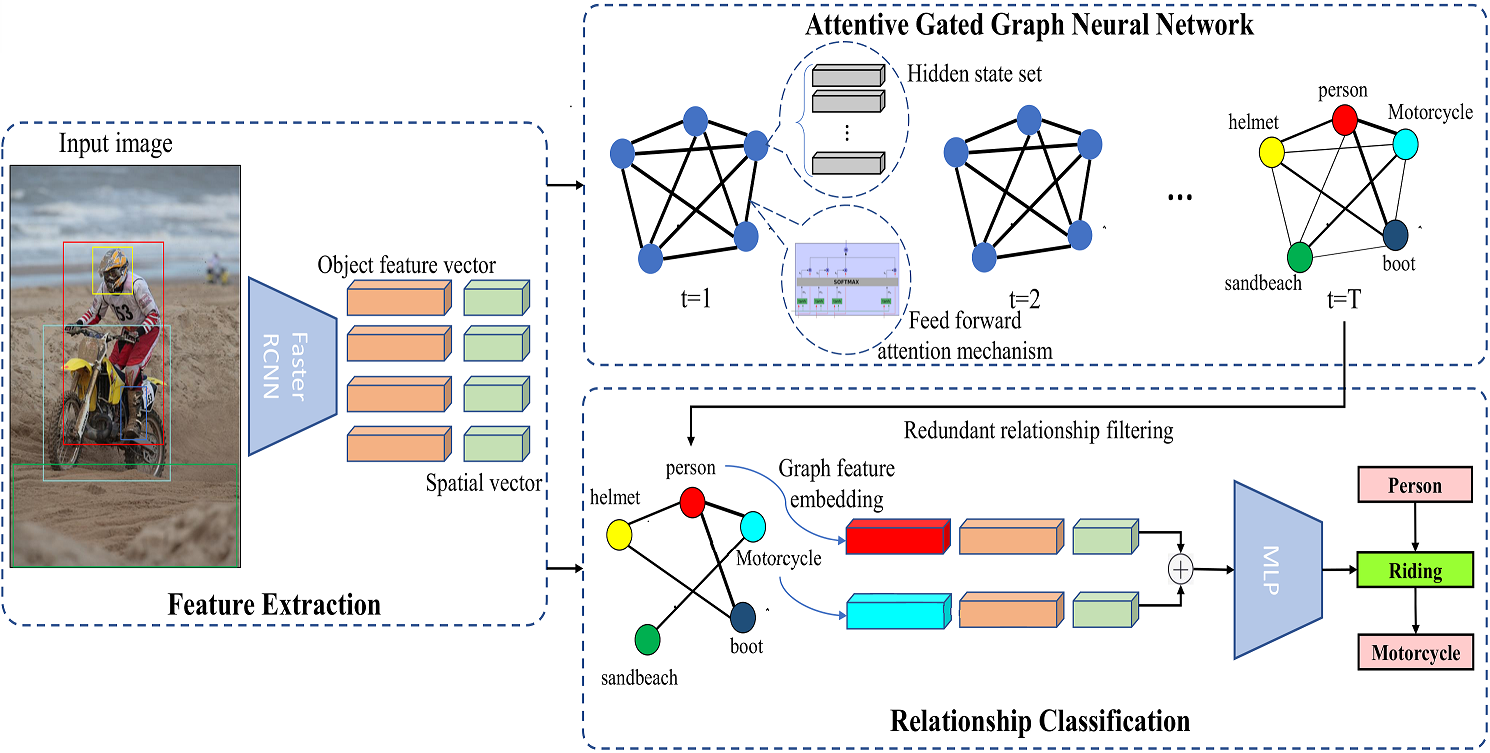 Attentive Gated Graph Neural Network
Hidden state set
person
Motorcycle
helmet
sandbeach
boot
t=1
t=2
...
t=T
SOFTMAX
Feed forward
attention mechanism
Input image
63
Faster
RCNN
Object feature vector
Spatial vector
Feature Extraction
Redundant relationship filtering
person
helmet
Motorcycle
boot
sandbeach
Graph feature
embedding
+
MLP
Person
Riding
Motorcycle
Relationship Classification